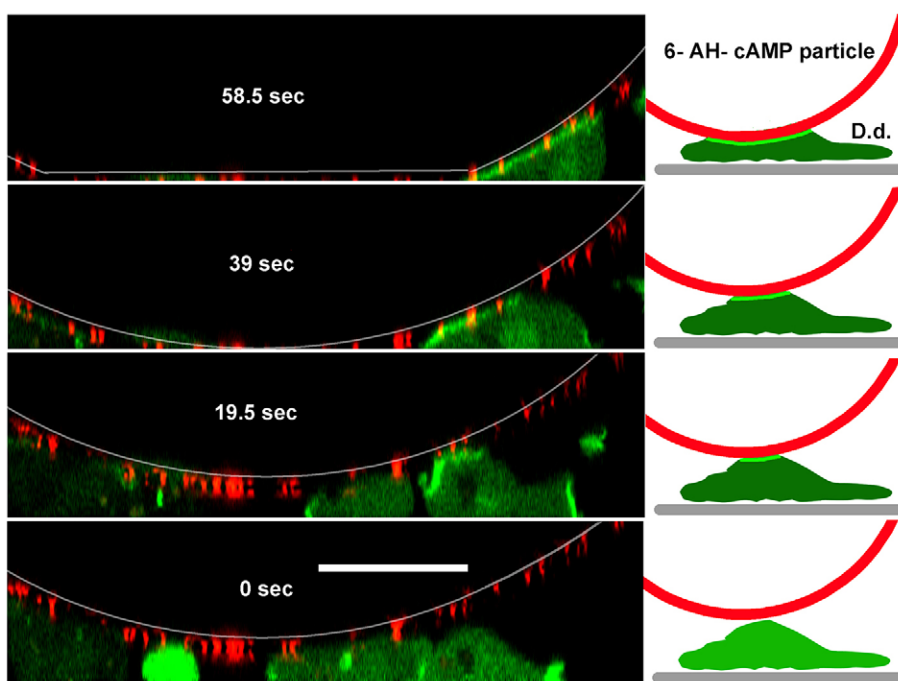 58.5 sec
6- AH- cAMP particle
D.d.
39 sec
19.5 sec
0 sec